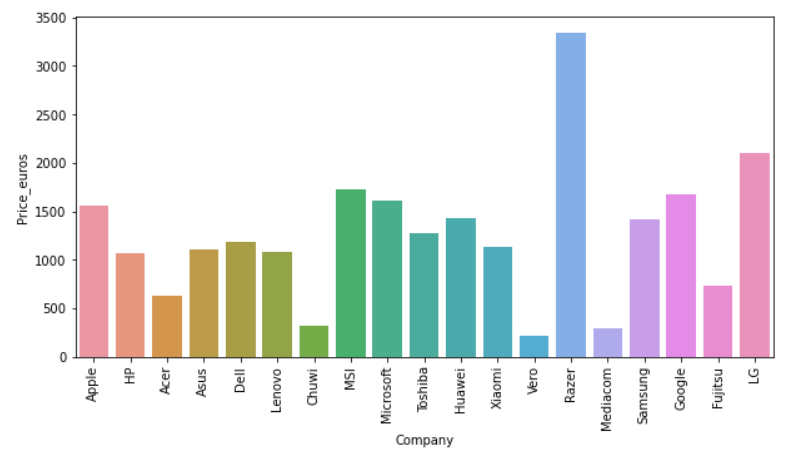 3500
3000
2500
2000
1500
1000
500
0
Price_euros
Apple
HP
Acer
Asus
Dell
Lenovo
Chuwi
MSI
Microsoft
Toshiba
Huawei
Xiaomi
Vero
Razer
Mediacom
Samsung
Google
Fujitsu
LG
Company